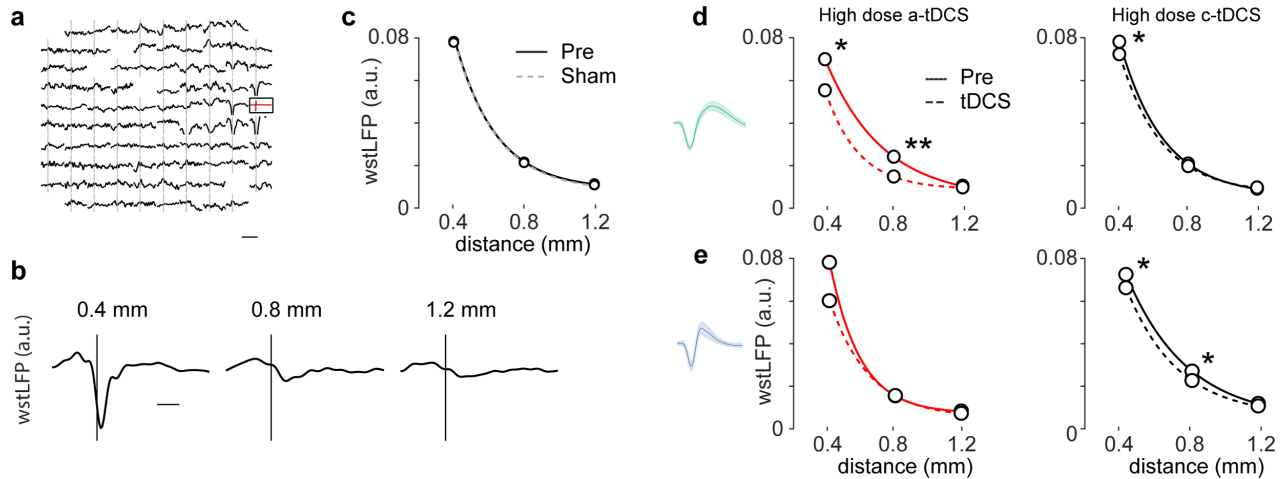 a
b
0.4 mm
0.8 mm
1.2 mm
wstLFP (a.u.)
c
0.08
wstLFP (a.u.)
0
Pre
Sham
0.4
0.8
1.2
distance (mm)
d
High dose a-tDCS
0.08
*
**
Pre
tDCS
0
0.4
0.8
1.2
High dose c-tDCS
0.08
*
0
0.4
0.8
1.2
e
0.08
wstLFP (a.u.)
0
0.4
0.8
1.2
distance (mm)
0.08
*
*
0
0.4
0.8
1.2
distance (mm)